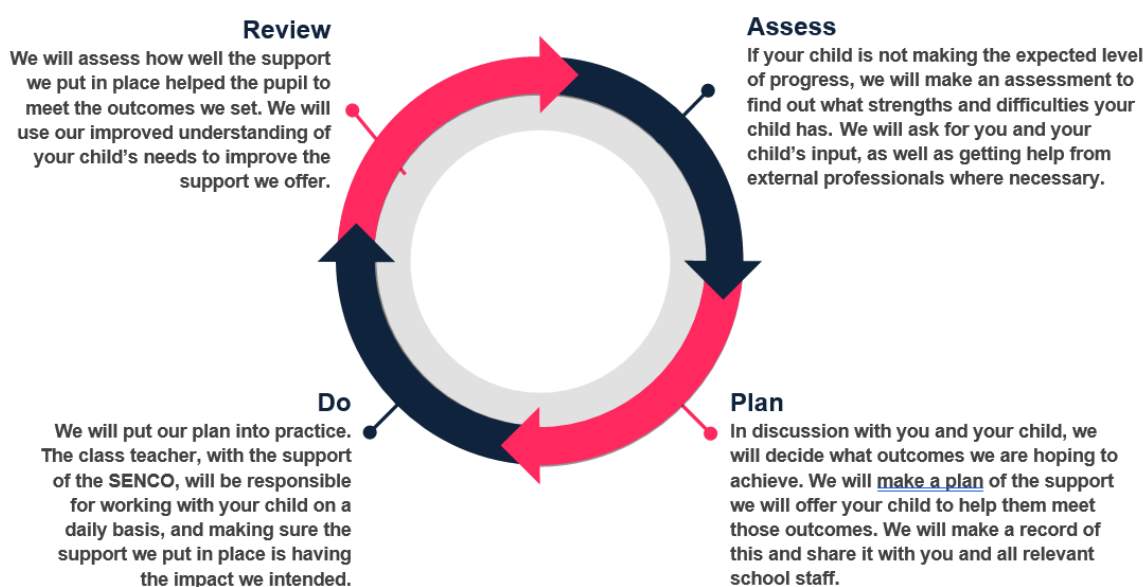 Review
We will assess how well the support
we put in place helped the pupil to
meet the outcomes we set. We will
use our improved understanding of
your child's needs to improve the
support we offer.
Assess
If your child is not making the expected level
of progress, we will make an assessment to
find out what strengths and difficulties your
child has. We will ask for you and your
child's input, as well as getting help from
external professionals where necessary.
Do
We will put our plan into practice.
The class teacher, with the support
of the SENCO, will be responsible
for working with your child on a
daily basis, and making sure the
support we put in place is having
the impact we intended.
Plan
In discussion with you and your child, we
will decide what outcomes we are hoping to
achieve. We will make a plan of the support
we will offer your child to help them meet
those outcomes. We will make a record of
this and share it with you and all relevant
school staff.